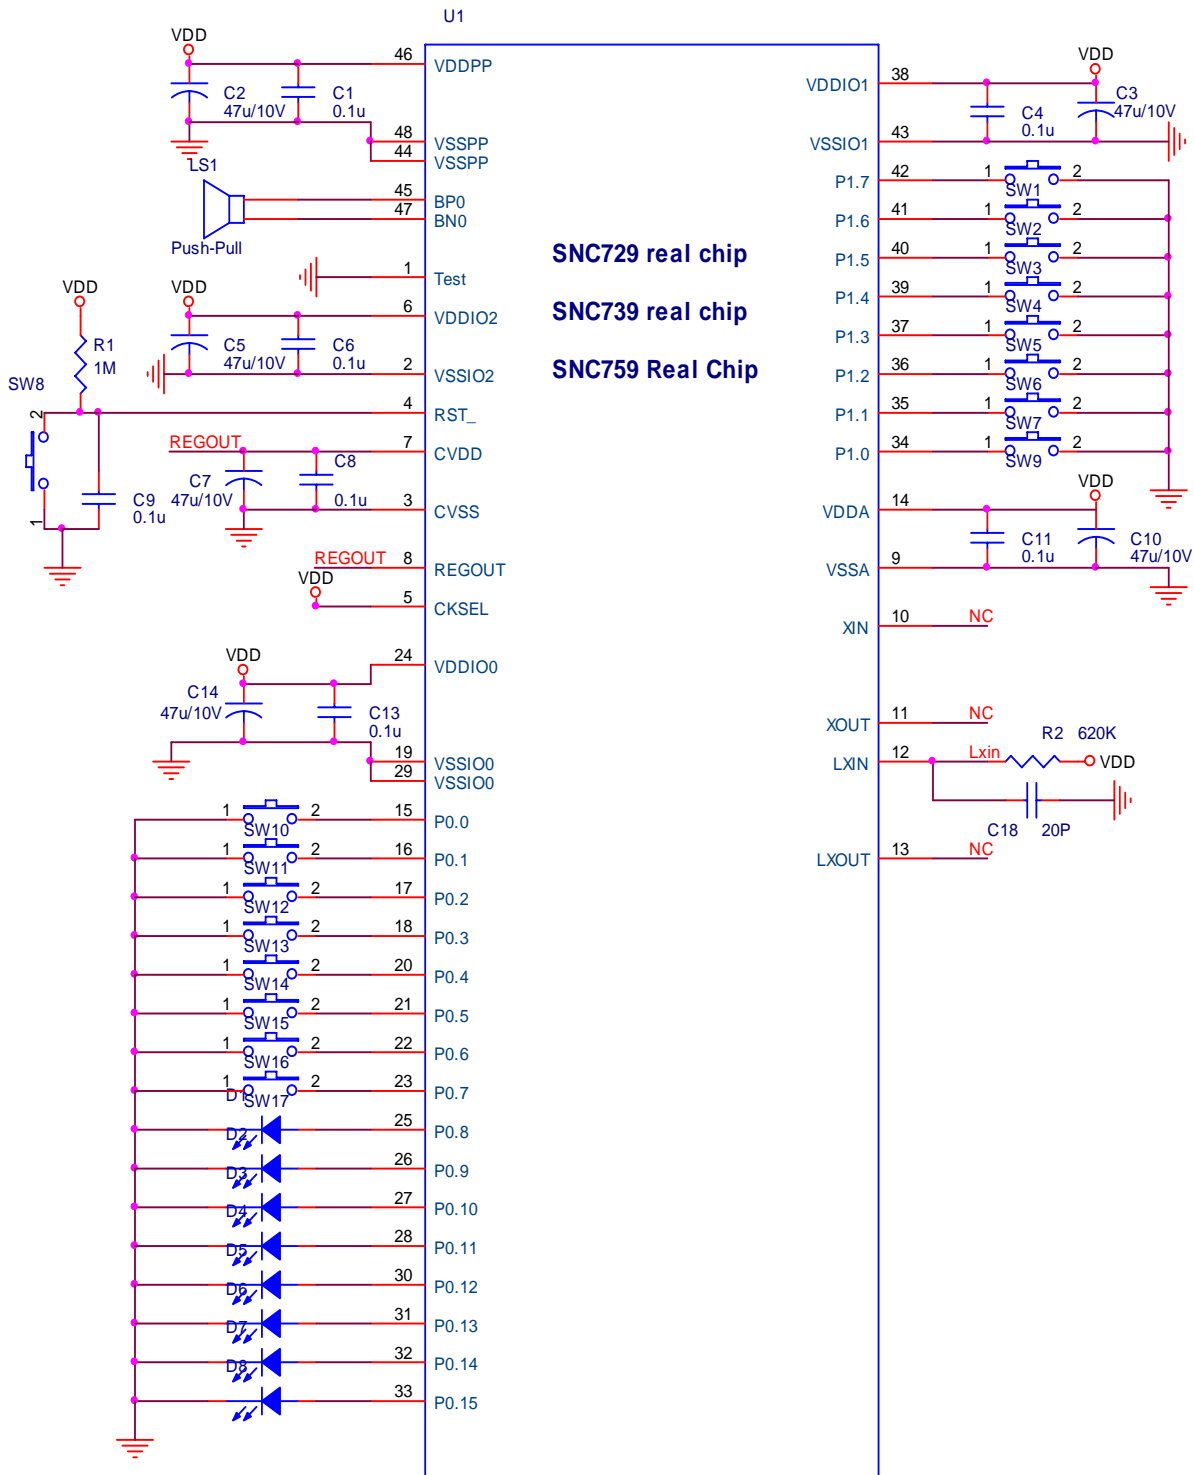 U1
VDD
46
VDDPP
C2
47u/10V
C1
0.1u
48
VSSPP
44
VSSPP
LS1
45
BP0
47
BN0
Push-Pull
1
Test
VDD
VDD
6
VDDIO2
R1
1M
C5
47u/10V
C6
0.1u
2
VSSIO2
SW8
2
1
4
RST_
REGOUT
7
CVDD
C7
47u/10V
C8
0.1u
C9
0.1u
3
CVSS
REGOUT
8
REGOUT
VDD
5
CKSEL
VDD
24
VDDIO0
C14
47u/10V
C13
0.1u
19
VSSIO0
29
VSSIO0
1 SW10 2 15 P0.0
1 SW11 2 16 P0.1
1 SW12 2 17 P0.2
1 SW13 2 18 P0.3
1 SW14 2 20 P0.4
1 SW15 2 21 P0.5
1 SW16 2 22 P0.6
1 SW17 2 23 P0.7
D1
25 P0.8
D2
26 P0.9
D3
27 P0.10
D4
28 P0.11
D5
30 P0.12
D6
31 P0.13
D7
32 P0.14
D8
33 P0.15
SNC729 real chip
SNC739 real chip
SNC759 Real Chip
VDD
VDDIO1 38
C4
0.1u
C3
47u/10V
VSSIO1 43
P1.7 42 1 SW1 2
P1.6 41 1 SW2 2
P1.5 40 1 SW3 2
P1.4 39 1 SW4 2
P1.3 37 1 SW5 2
P1.2 36 1 SW6 2
P1.1 35 1 SW7 2
P1.0 34 1 SW9 2
VDD
VDDA 14
C11
0.1u
C10
47u/10V
VSSA 9
XIN 10 NC
XOUT 11 NC
R2 620K
LXIN 12 Lxin VDD
C18 20P
LXOUT 13 NC